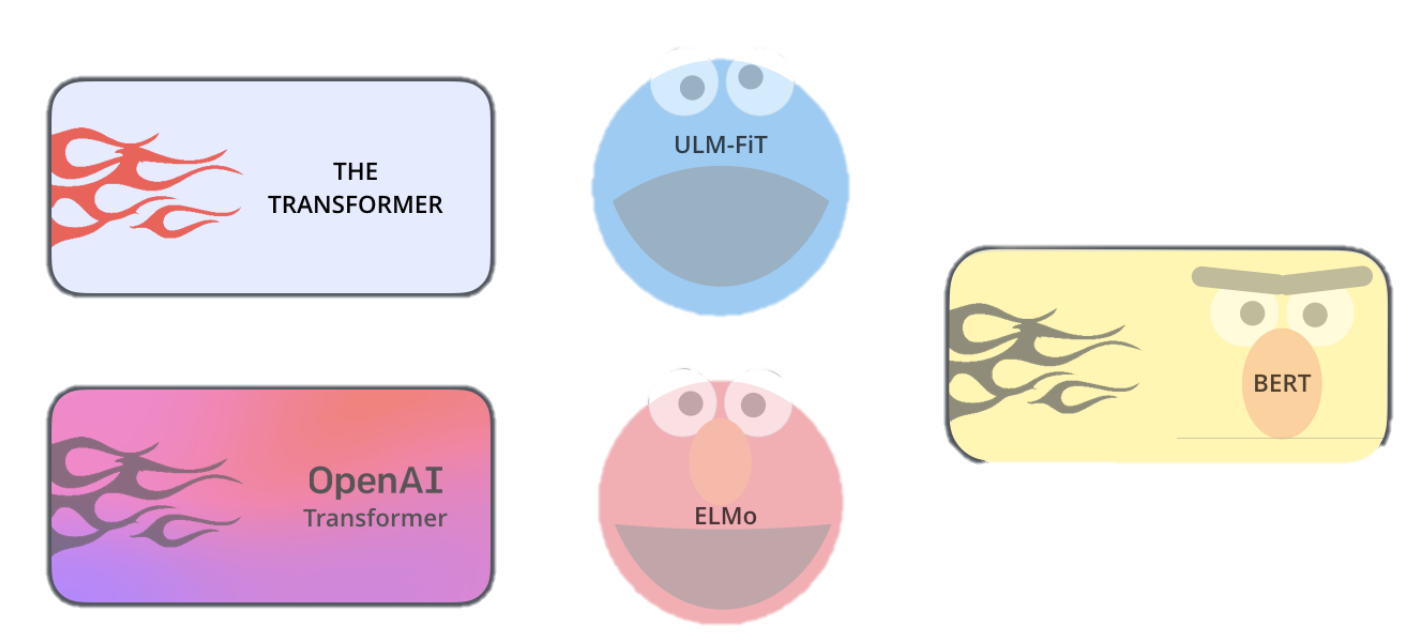 THE
TRANSFORMER
ULM-FiT
OpenAI
Transformer
ELMo
BERT